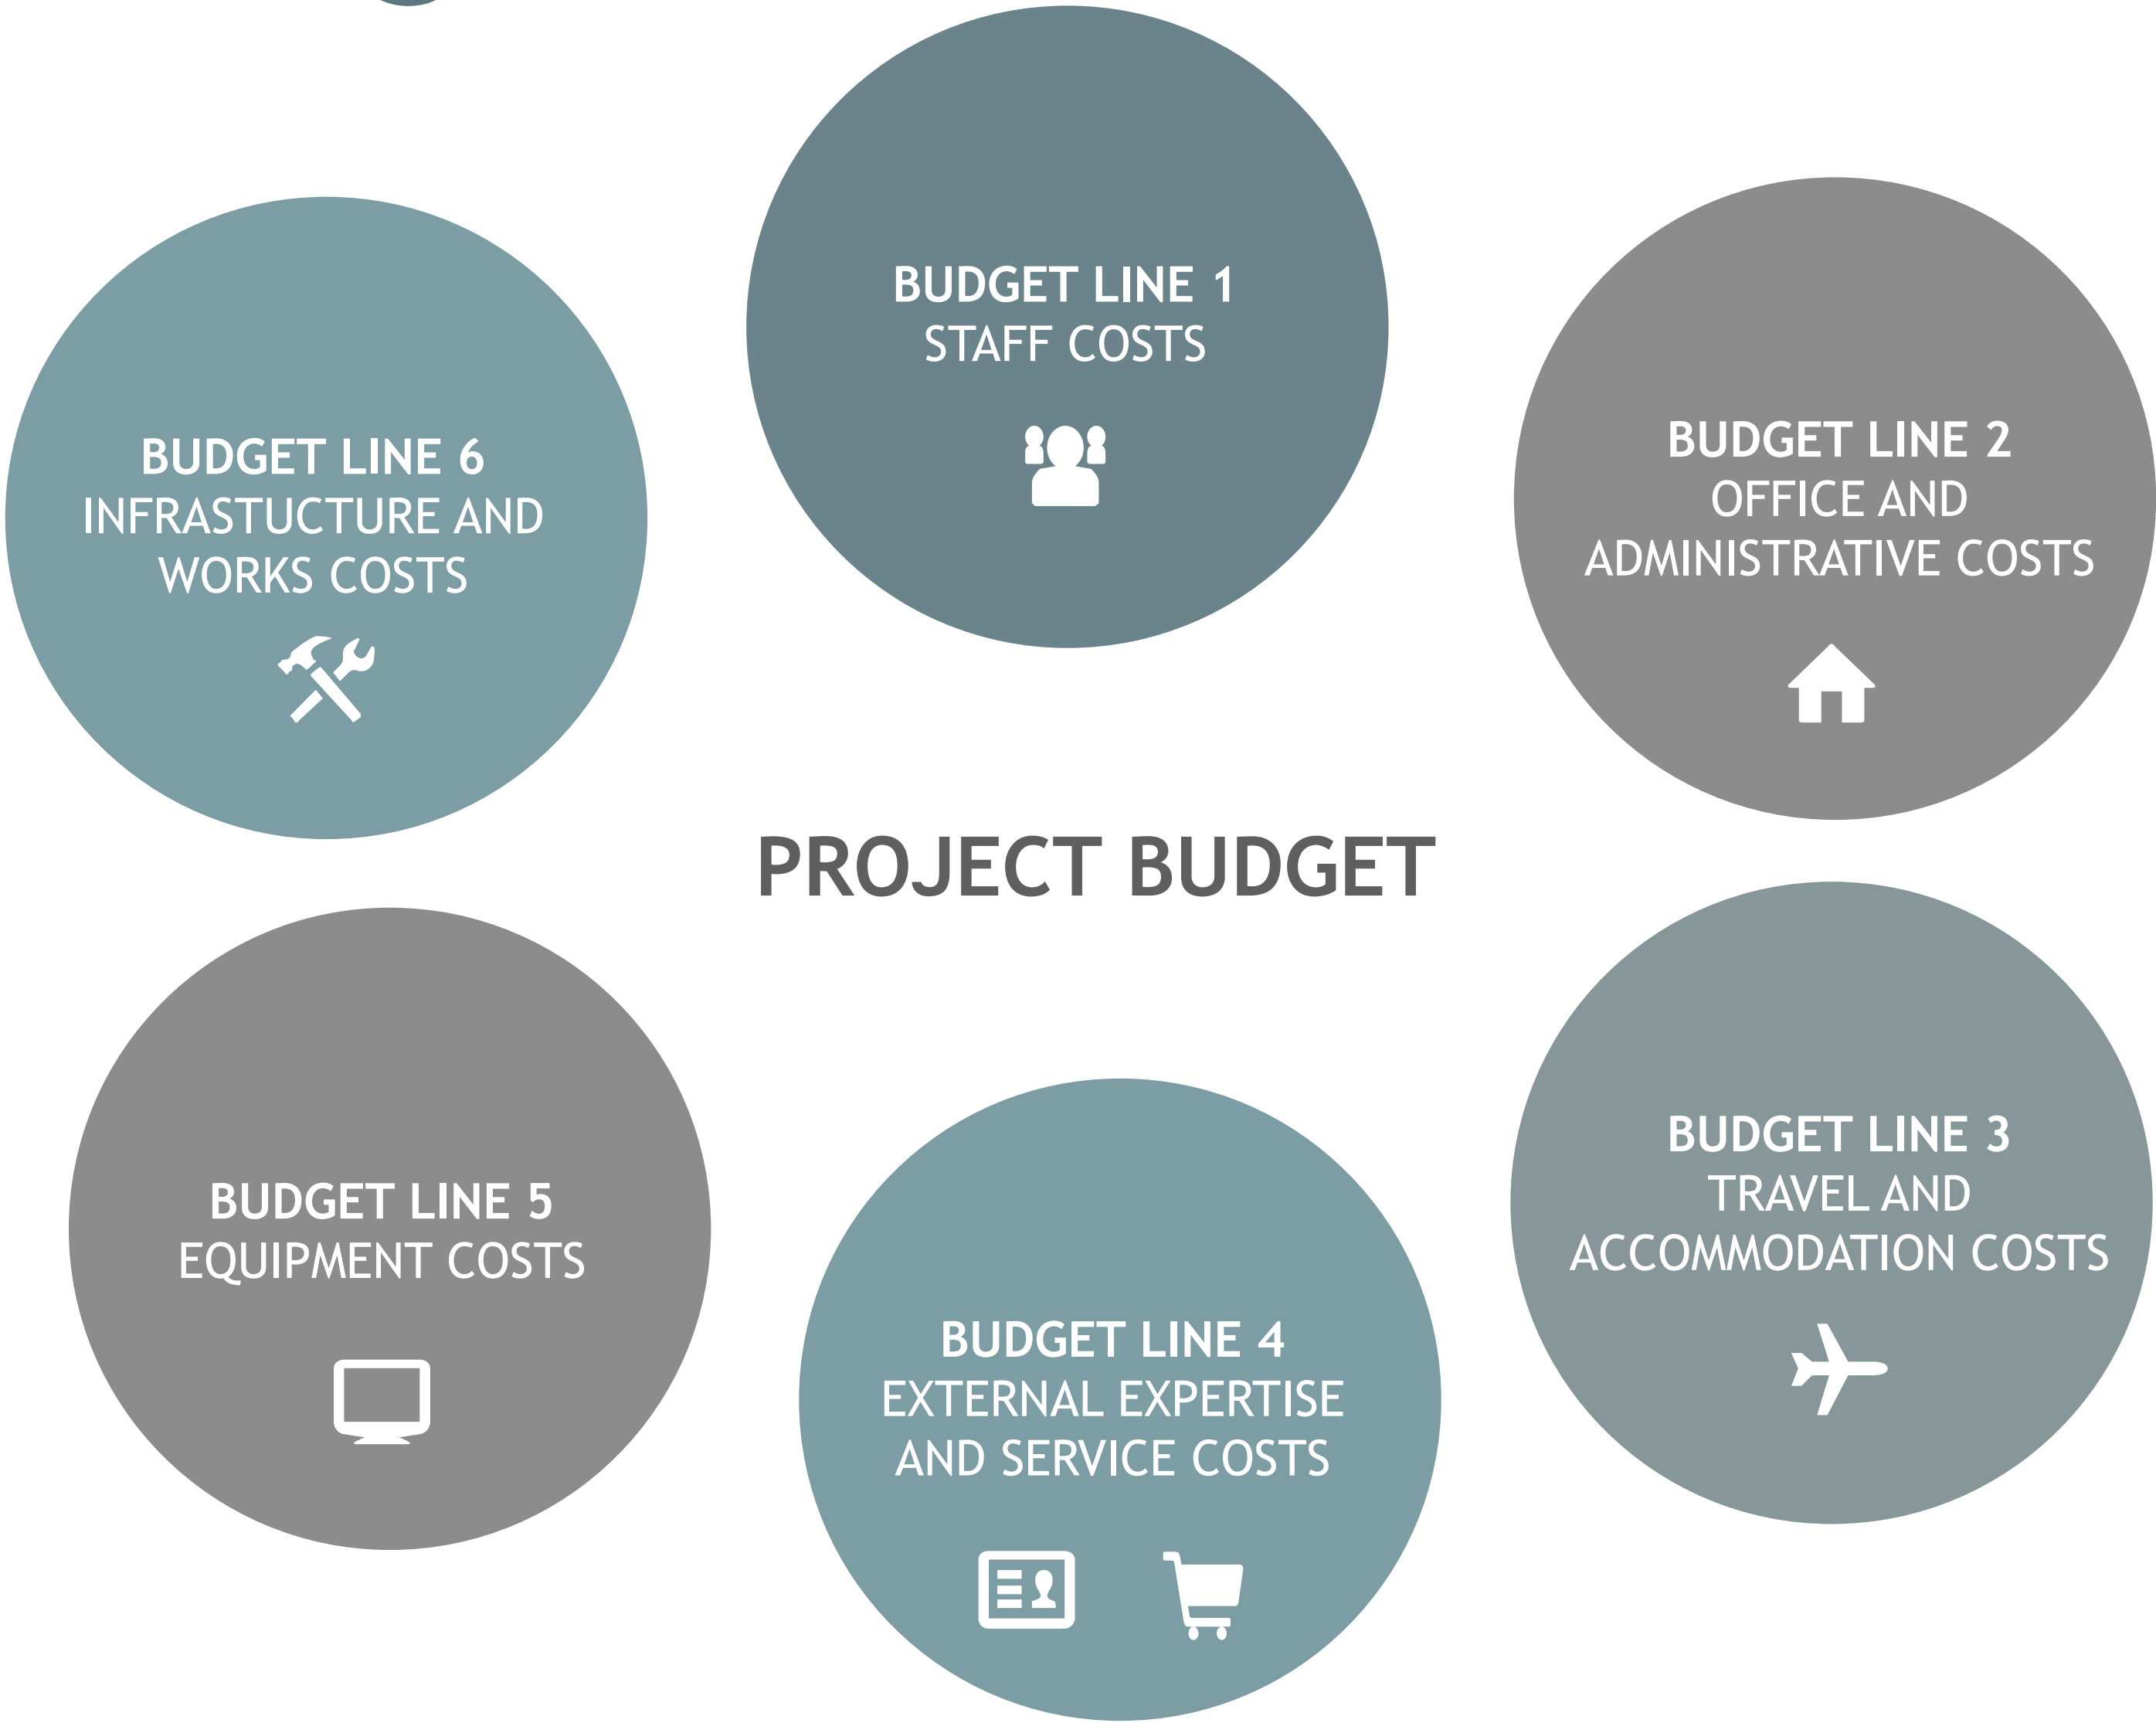 BUDGET LINE 1
STAFF COSTS
BUDGET LINE 2
OFFICE AND
ADMINISTRATIVE COSTS
BUDGET LINE 6
INFRASTUCTURE AND
WORK COSTS
PROJECT BUDGET
BUDGET LINE 3
TRAVEL AND
ACCOMMODATION COSTS
BUDGET LINE 5
EQUIPMENT COSTS
BUDGET LINE 4
EXTERNAL EXPERTISE
AND SERVICE COSTS